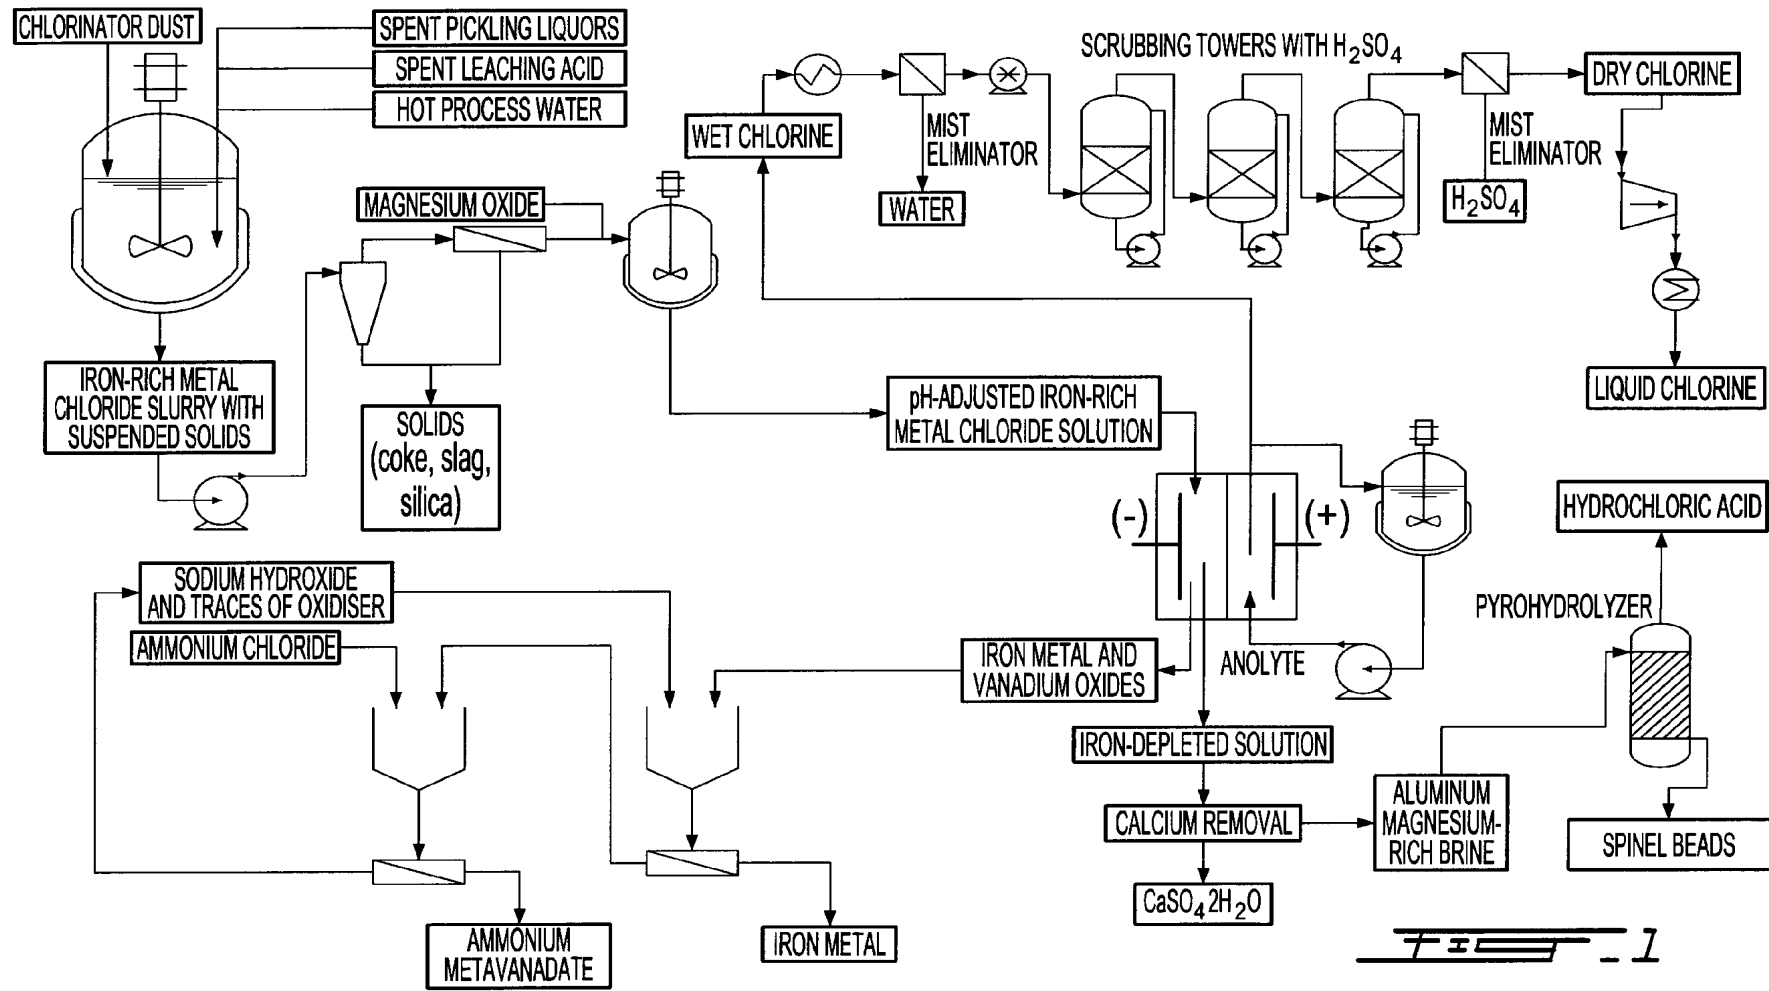 CHLORINATOR DUST
SPENT PICKLING LIQUORS
SPENT LEACHING ACID
HOT PROCESS WATER
SCRUBBING TOWERS WITH H₂SO₄
DRY CHLORINE
WET CHLORINE
MIST
ELIMINATOR
WATER
MIST
ELIMINATOR
H₂SO₄
MAGNESIUM OXIDE
LIQUID CHLORINE
IRON-RICH METAL
CHLORIDE SLURRY WITH
SUSPENDED SOLIDS
SOLIDS
(coke, slag,
silica)
pH-ADJUSTED IRON-RICH
METAL CHLORIDE SOLUTION
(-)
(+)
HYDROCHLORIC ACID
PYROHYDROLYZER
SODIUM HYDROXIDE
AND TRACES OF OXIDISER
AMMONIUM CHLORIDE
IRON METAL AND
VANADIUM OXIDES
ANOLYTE
IRON-DEPLETED SOLUTION
CALCIUM REMOVAL
ALUMINUM
MAGNESIUM-
RICH BRINE
SPINEL BEADS
CaSO₄2H₂O
AMMONIUM
METAVANADATE
IRON METAL
FIG. 1